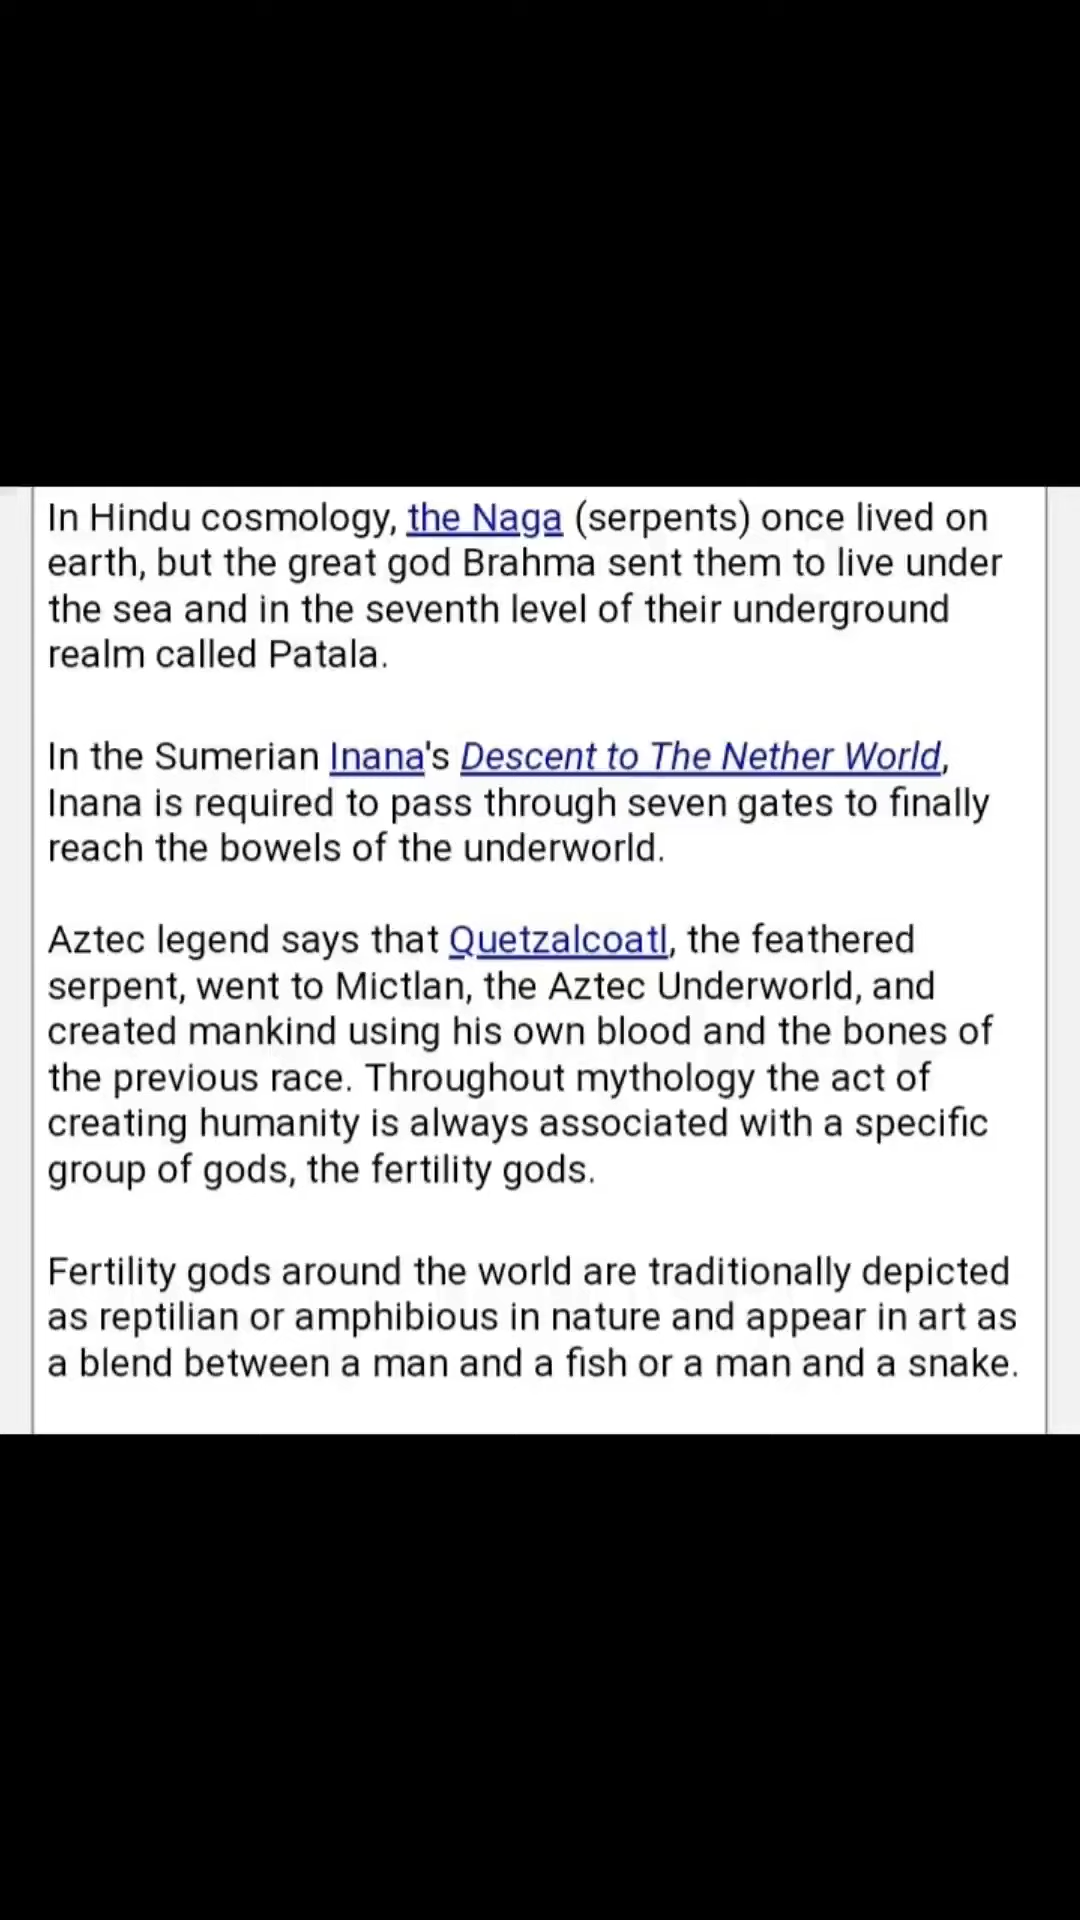 In Hindu cosmology, the Naga (serpents) once lived on
earth, but the great god Brahma sent them to live under
the sea and in the seventh level of their underground
realm called Patala.
In the Sumerian Inana's Descent to The Nether World,
Inana is required to pass through seven gates to finally
reach the bowels of the underworld.
Aztec legend says that Quetzalcoatl, the feathered
serpent, went to Mictlan, the Aztec Underworld, and
created mankind using his own blood and the bones of
the previous race. Throughout mythology the act of
creating humanity is always associated with a specific
group of gods, the fertility gods.
Fertility gods around the world are traditionally depicted
as reptilian or amphibious in nature and appear in art as
a blend between a man and a fish or a man and a snake.